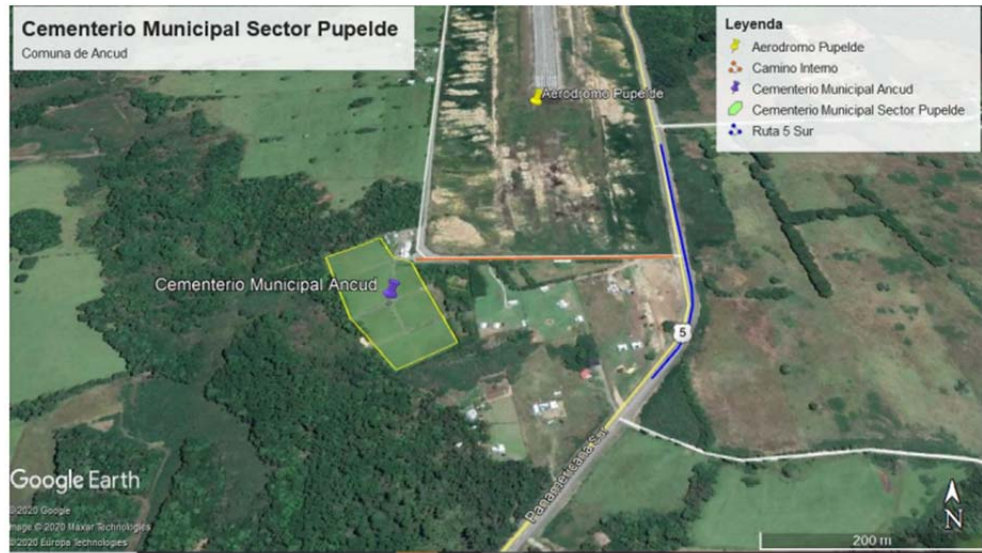 Cementerio Municipal Sector Pupelde
Comuna de Ancud
Leyenda
Aerodromo Pupelde
Camino Interno
Cementerio Municipal Ancud
Cementerio Municipal Sector Pupelde
Ruta 5 Sur
Aerodromo Pupelde
Cementerio Municipal Ancud
5
Panamericana Sur
Google Earth
©2020 Google
Image © 2020 Maxar Technologies
©2020 Europa Technologies
N
200 m